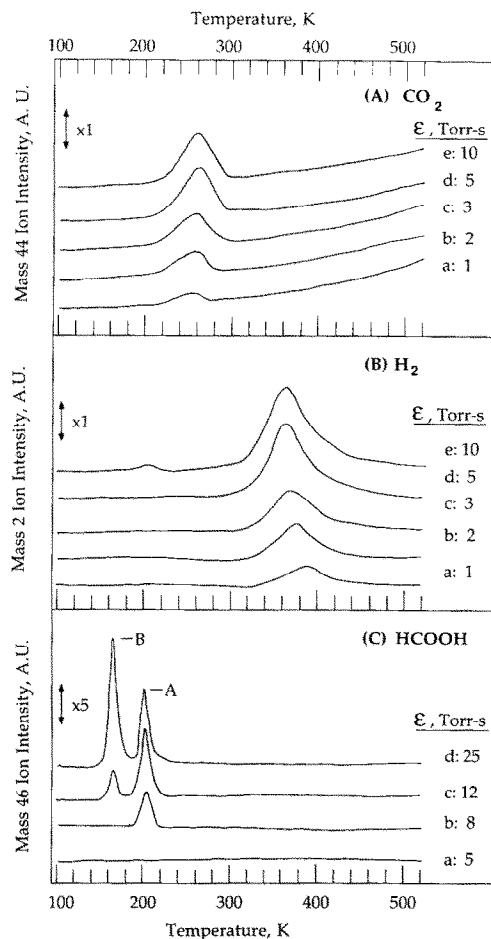 Temperature, K
100 200 300 400 500
(A) CO2
Mass 44 Ion Intensity, A. U.
x1
ε, Torr-s
e: 10
d: 5
c: 3
b: 2
a: 1
(B) H2
Mass 2 Ion Intensity, A.U.
x1
ε, Torr-s
e: 10
d: 5
c: 3
b: 2
a: 1
(C) HCOOH
Mass 46 Ion Intensity, A.U.
x5
–B
–A
ε, Torr-s
d: 25
c: 12
b: 8
a: 5
100 200 300 400 500
Temperature, K